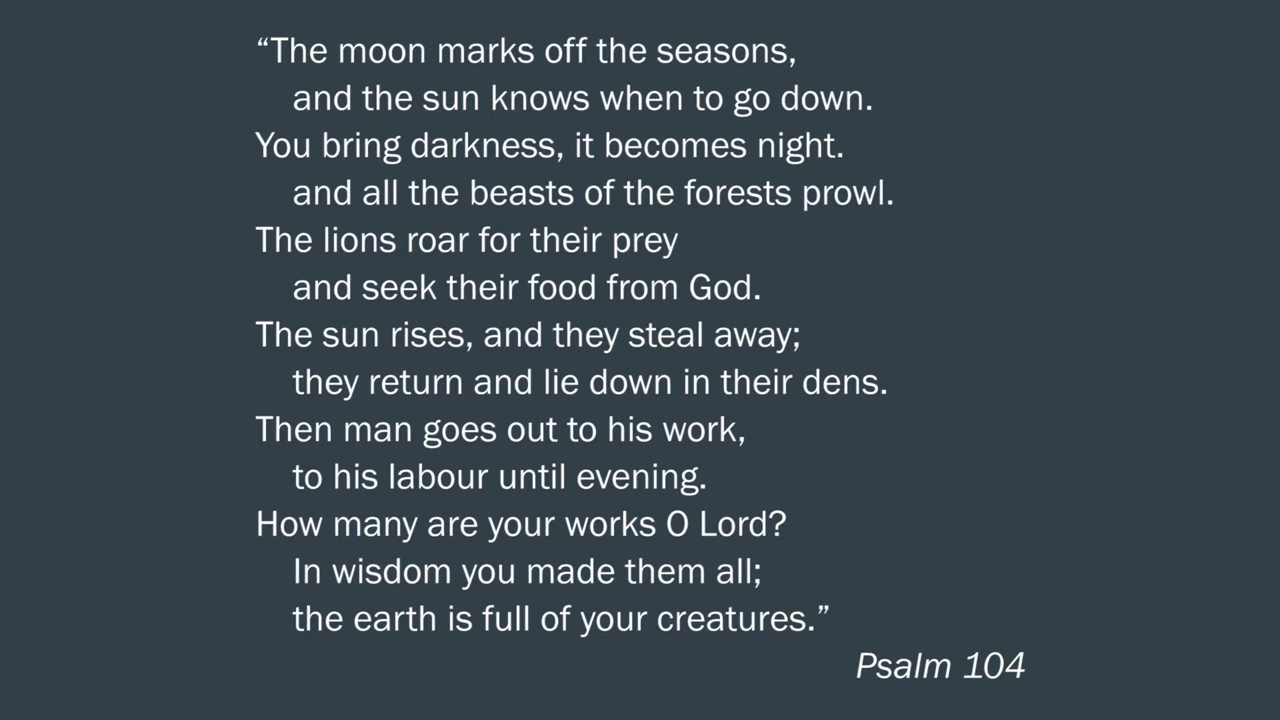 “The moon marks off the seasons,
and the sun knows when to go down.
You bring darkness, it becomes night.
and all the beasts of the forests prowl.
The lions roar for their prey
and seek their food from God.
The sun rises, and they steal away;
they return and lie down in their dens.
Then man goes out to his work,
to his labour until evening.
How many are your works O Lord?
In wisdom you made them all;
the earth is full of your creatures.”
Psalm 104